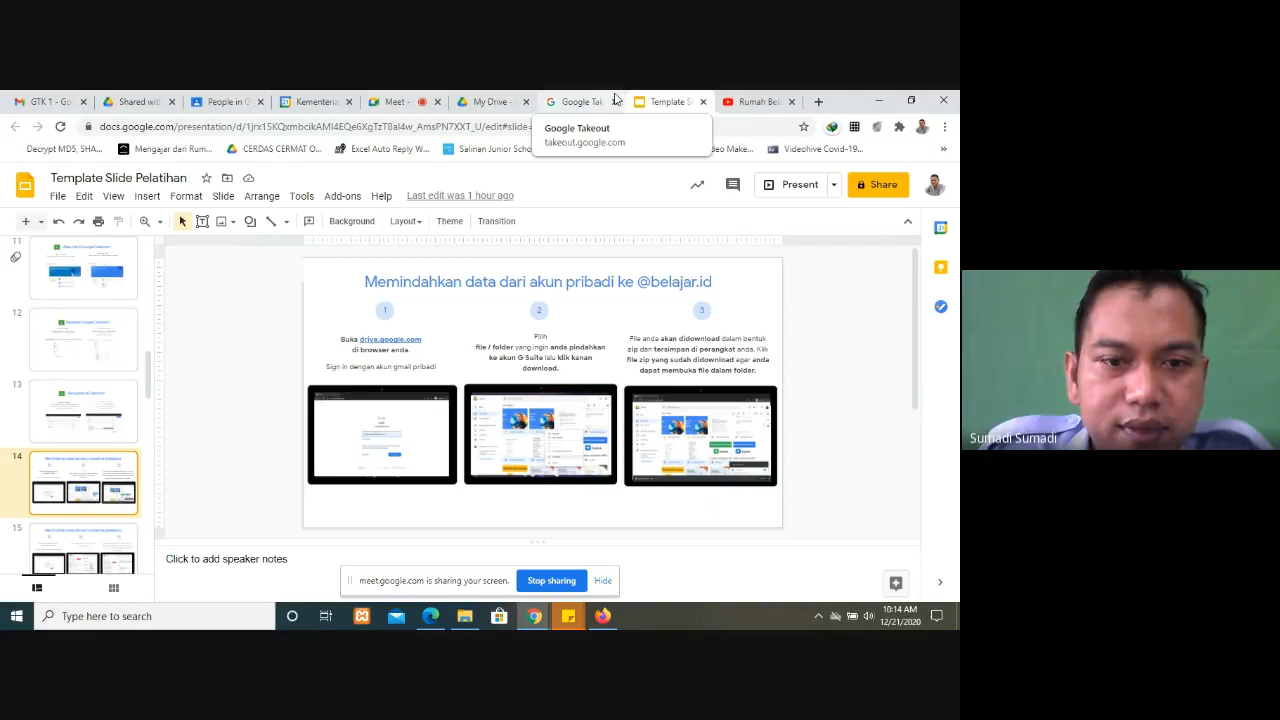 GTK 1 - Go
Shared with
People in G
Kementeria
Meet -
My Drive -
Google Tak
Template S
Rumah Bela
docs.google.com/presentation/d/1jrx15KQxmbcikAMI4EQe6XgTzT8al4w_AmsPN7XXT_U/edit#slide=
Google Takeout
takeout.google.com
Decrypt MD5, SHA...
Mengajar dari Rum...
CERDAS CERMAT O...
Excel Auto Reply W...
Salinan Junior Scho
Make...
Videohive Covid-19...
Template Slide Pelatihan
Present
Share
File Edit View Insert Format Slide Arrange Tools Add-ons Help Last edit was 1 hour ago
Background Layout Theme Transition
11
12
13
14
15
Memindahkan data dari akun pribadi ke @belajar.id
1
Buka drive.google.com
di browser anda.
Sign in dengan akun gmail pribadi
2
Pilih
file / folder yang ingin anda pindahkan
ke akun G Suite lalu klik kanan
download.
3
File anda akan didownload dalam bentuk
zip dan tersimpan di perangkat anda. Klik
file zip yang sudah didownload agar anda
dapat membuka file dalam folder.
Click to add speaker notes
meet.google.com is sharing your screen.
Stop sharing
Hide
Type here to search
10:14 AM
12/21/2020
Sumadi Sumadi